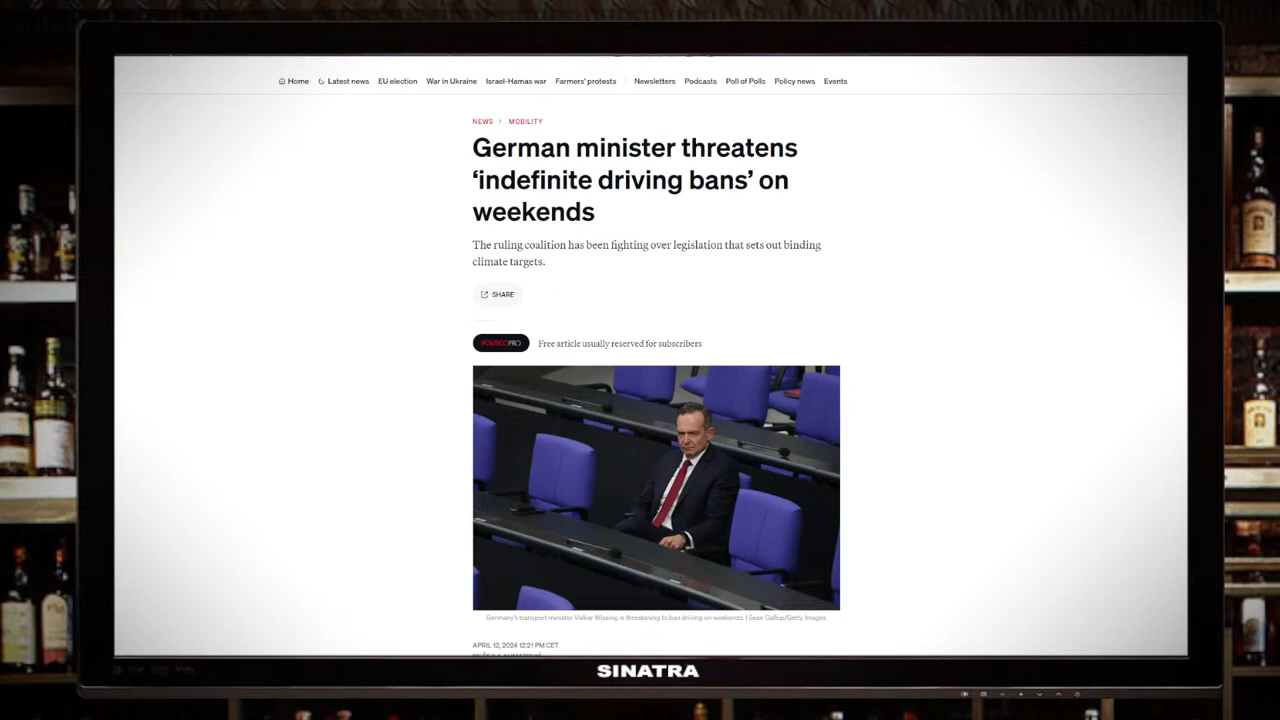 Home Latest news EU election War in Ukraine Israel-Hamas war Farmers' protests Newsletters Podcasts Poll of Polls Policy news Events
NEWS > MOBILITY
German minister threatens
‘indefinite driving bans’ on
weekends
The ruling coalition has been fighting over legislation that sets out binding
climate targets.
SHARE
POLITICOPRO Free article usually reserved for subscribers
Germany's transport minister Volker Wissing is threatening to ban driving on weekends. | Sean Gallup/Getty Images
APRIL 12, 2024 12:21 PM CET
SINATRA